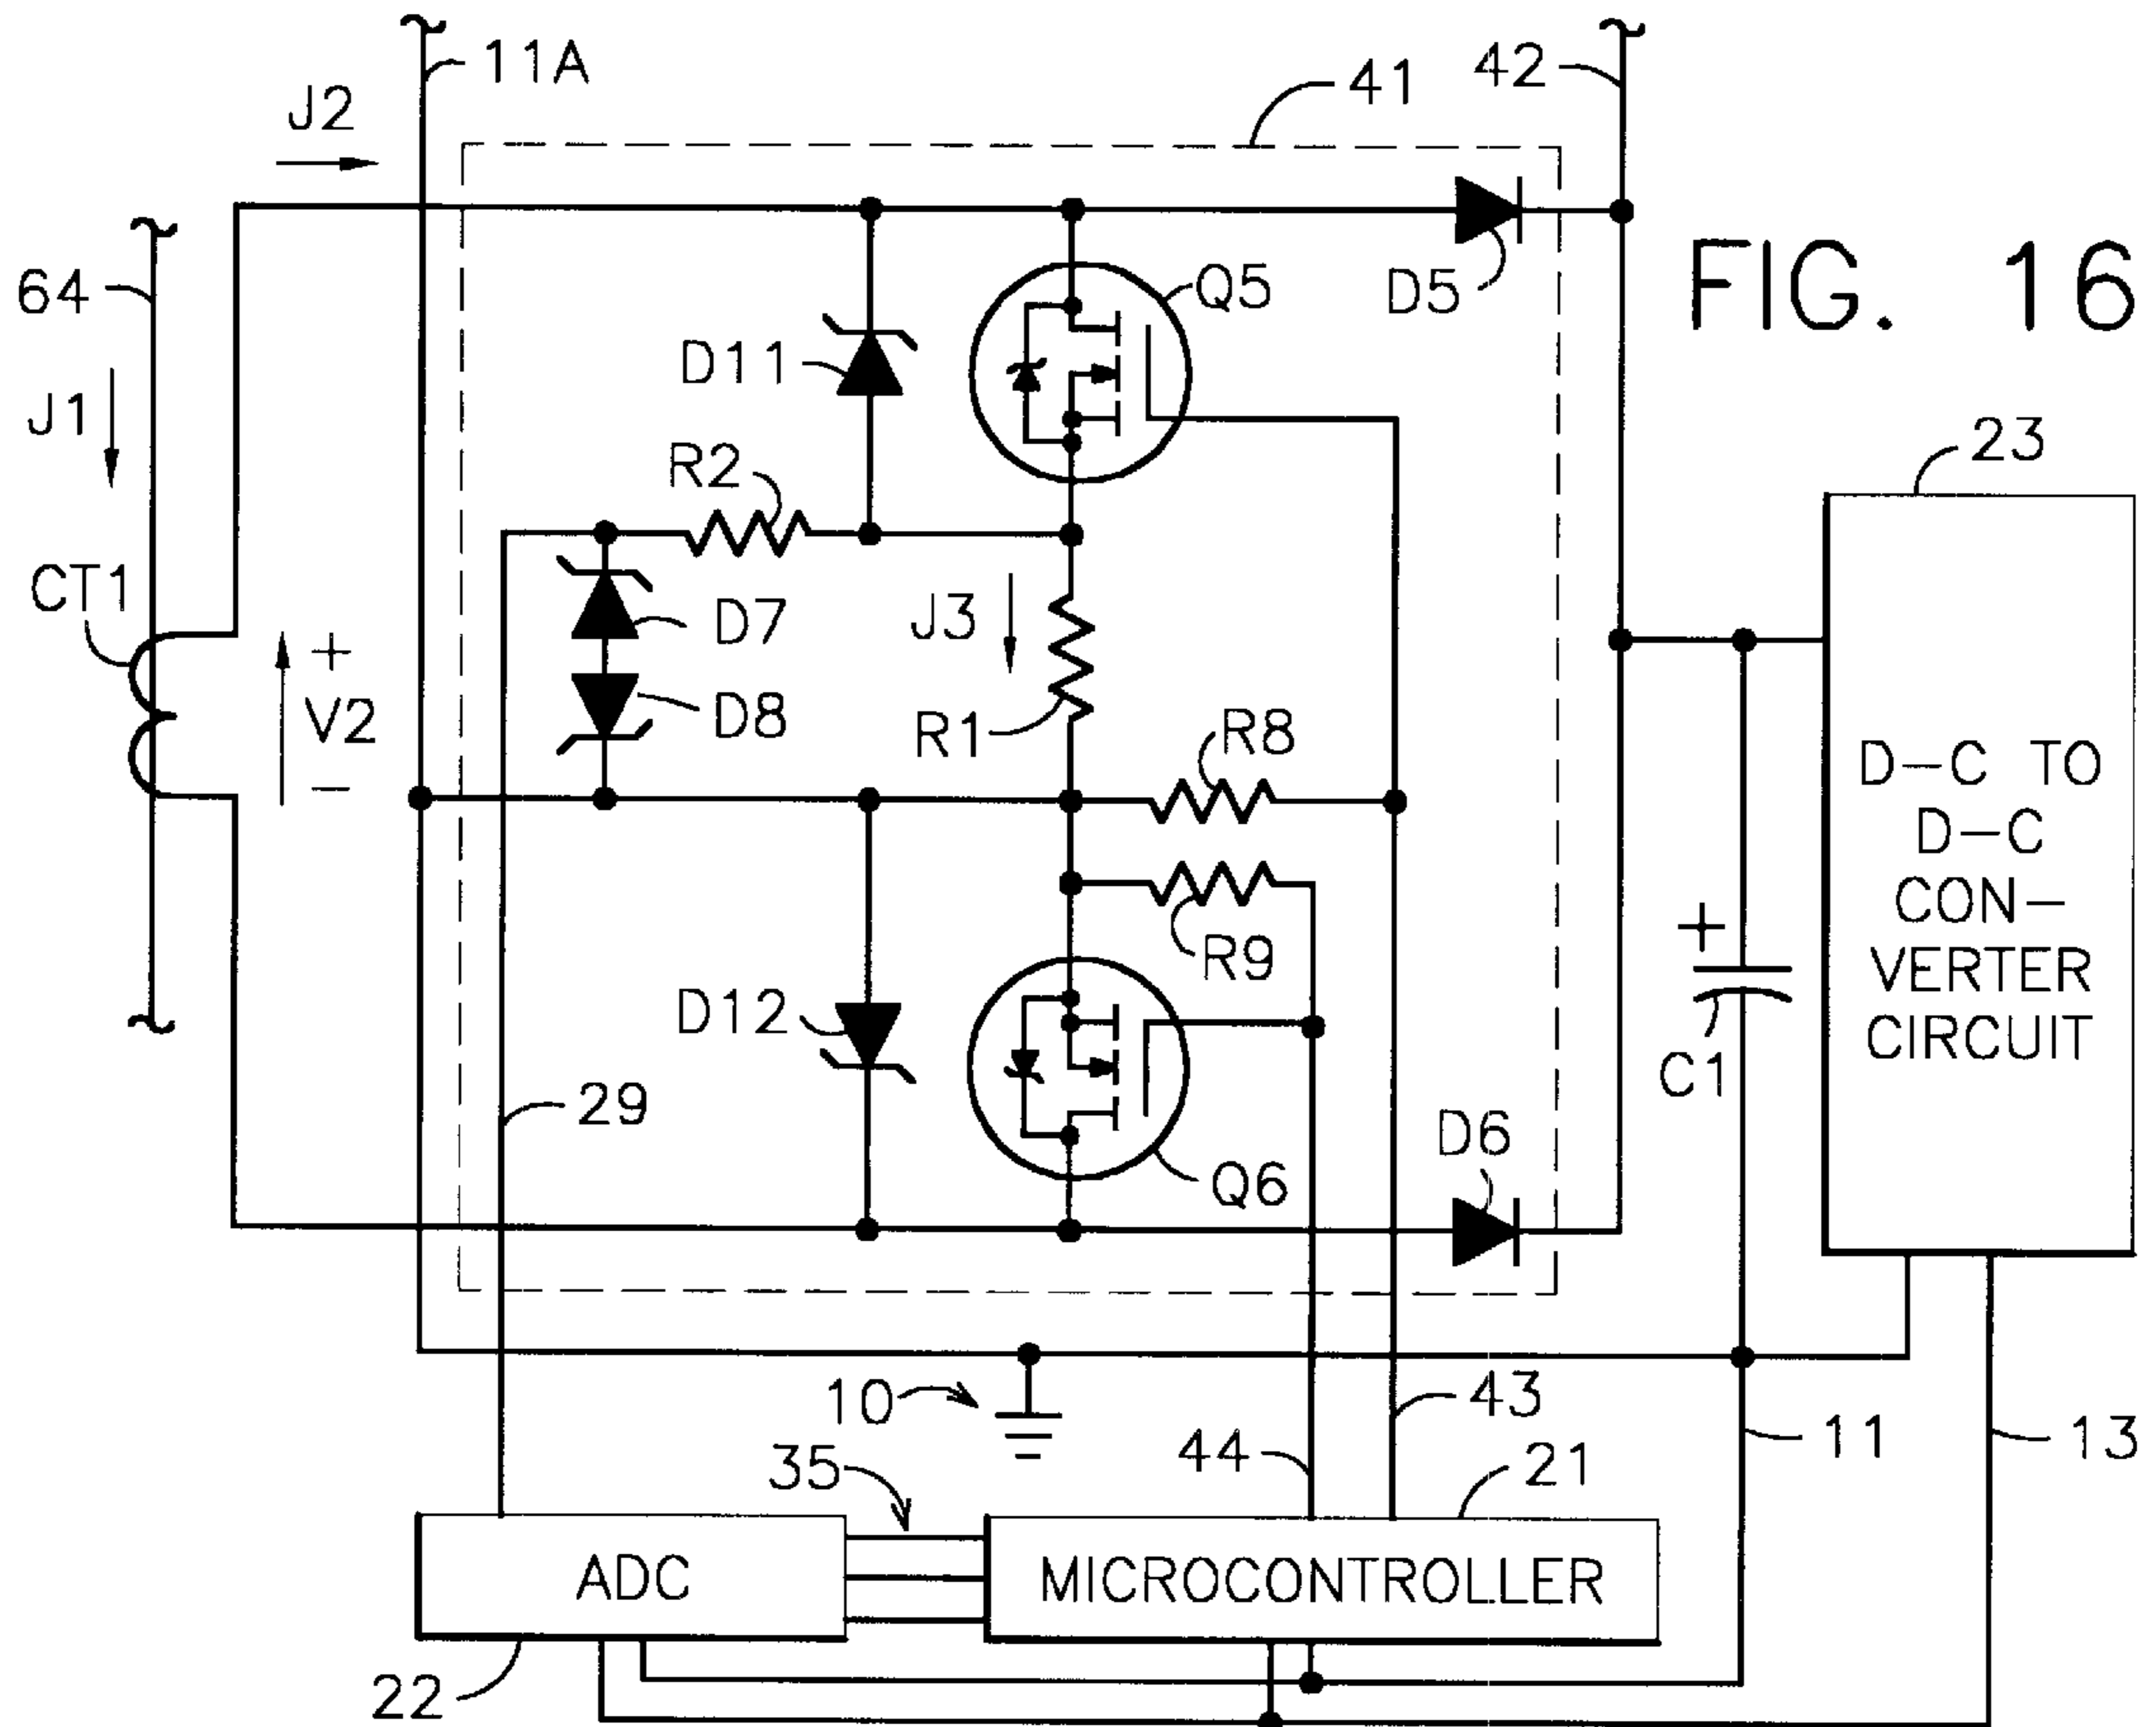 11A
42
41
J2
FIG. 16
Q5
D5
64
D11
J1
R2
23
CT1
D7
J3
+
V2
−
D8
R1
R8
D-C TO
D-C
CON-
VERTER
CIRCUIT
R9
+
D12
C1
29
D6
Q6
10
43
11
13
44
35
21
ADC
MICROCONTROLLER
22